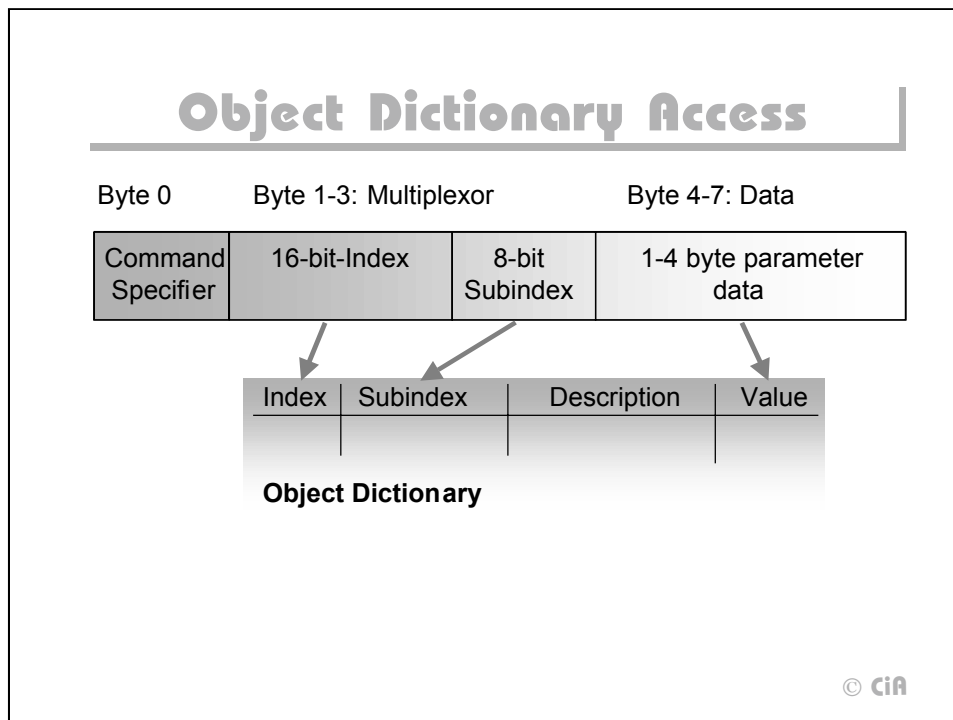 Object Dictionary Access
Byte 0 Byte 1-3: Multiplexor Byte 4-7: Data
Command Specifier 16-bit-Index 8-bit Subindex 1-4 byte parameter data
Index Subindex Description Value
Object Dictionary
© CiA